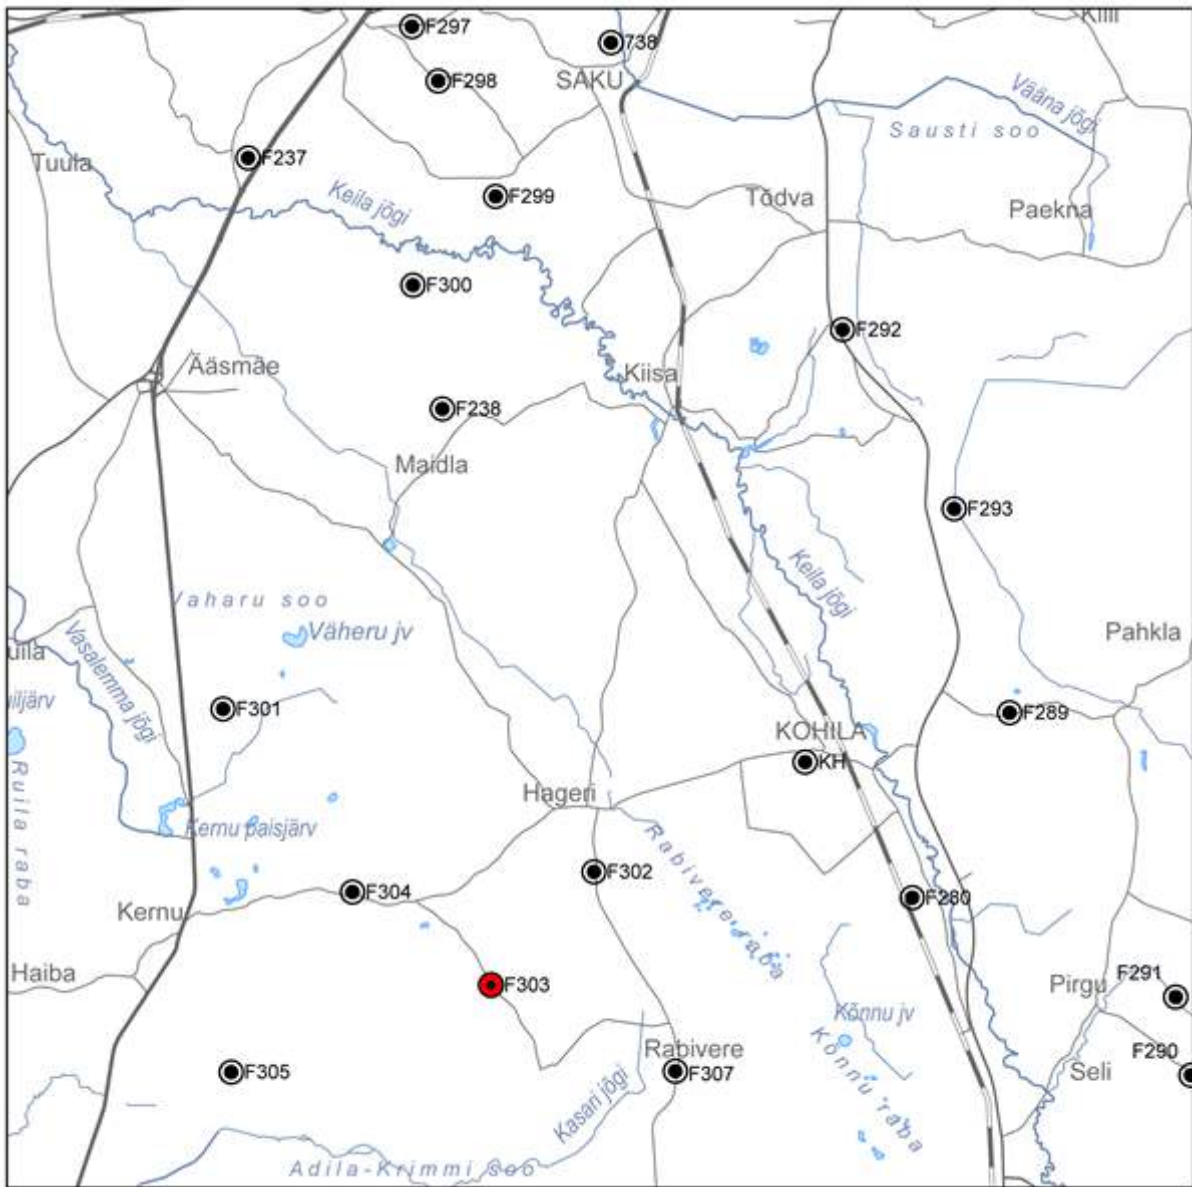 F297
738
Kiili
F298
SAKU
Vääna jõgi
Sausti soo
Tuula
F237
Keila jõgi
F299
Tõdva
Paekna
F300
F292
Ääsmäe
Kiisa
F238
Maidla
F293
Keila jõgi
Vaharu soo
Väheru jv
Pahkla
Vasalemma jõgi
F301
F289
KOHILA
KH
Ruila raba
Hageri
Kernu paisjärv
Rabivere raba
F302
F304
F280
Kernu
Haiba
F303
F291
Pirgu
Kõnnu jv
Kõnnu raba
Rabivere
F307
F290
Seli
F305
Kasari jõgi
Adila-Krimmi soo